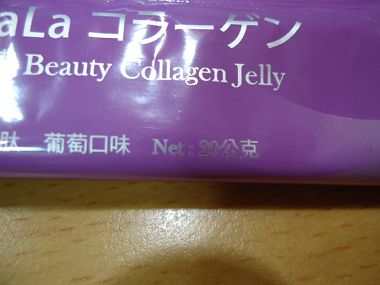 aLa コラーゲン
Beauty Collagen Jelly
肽 葡萄口味 Net : 20公克